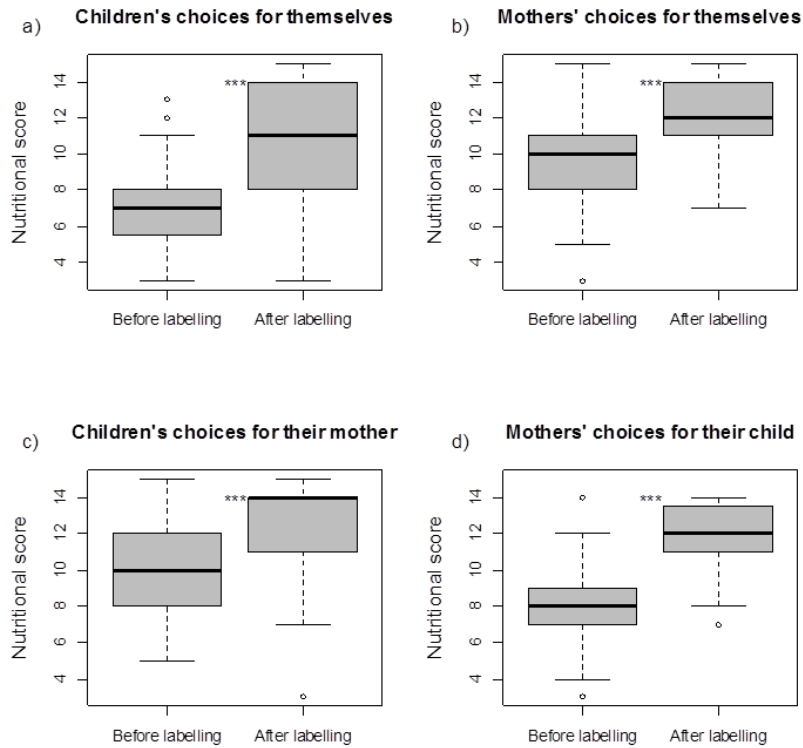 a)
Children's choices for themselves
Nutritional score
14
12
10
8
6
4
***
Before labelling
After labelling
b)
Mothers' choices for themselves
Nutritional score
14
12
10
8
6
4
***
Before labelling
After labelling
c)
Children's choices for their mother
Nutritional score
14
12
10
8
6
4
***
Before labelling
After labelling
d)
Mothers' choices for their child
Nutritional score
14
12
10
8
6
4
***
Before labelling
After labelling